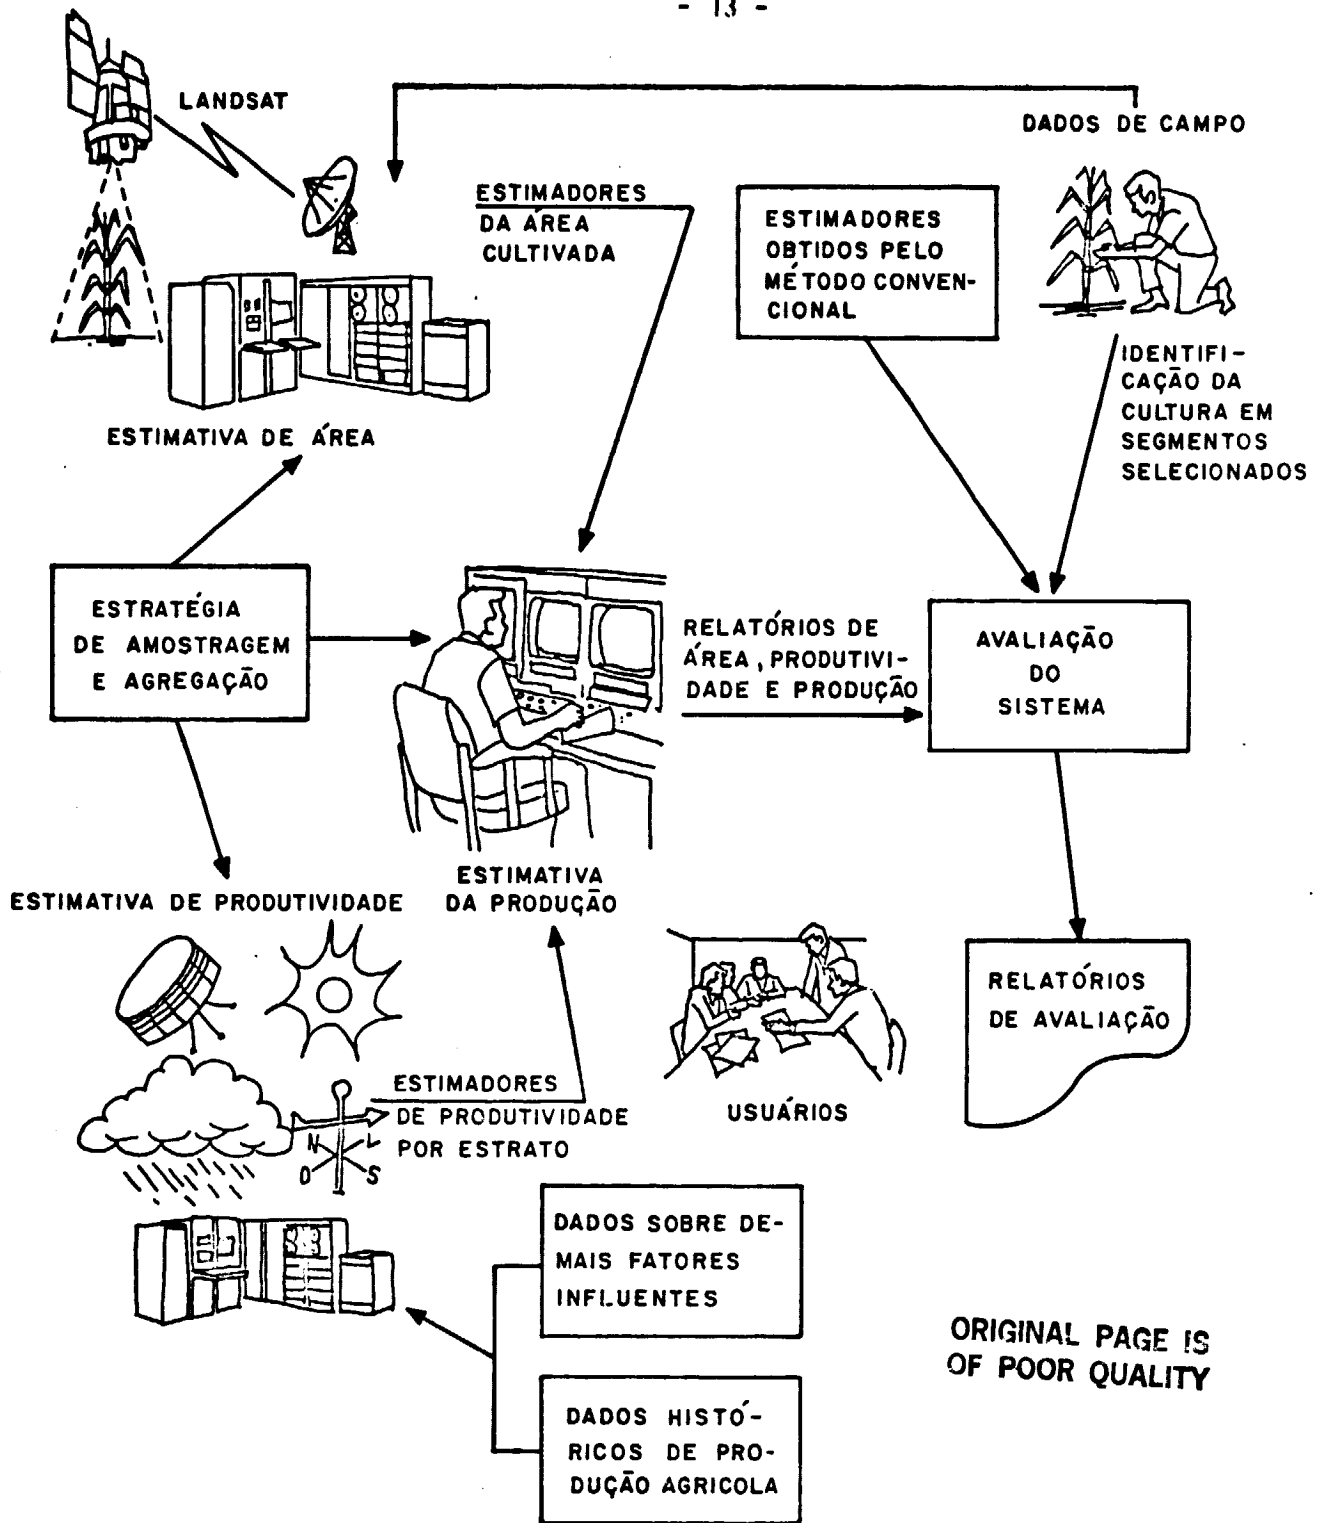 - 13 -
LANDSAT
DADOS DE CAMPO
ESTIMADORES
DA ÁREA
CULTIVADA
ESTIMADORES
OBTIDOS PELO
MÉTODO CONVEN-
CIONAL
IDENTIFI-
CAÇÃO DA
CULTURA EM
SEGMENTOS
SELECIONADOS
ESTIMATIVA DE ÁREA
ESTRATÉGIA
DE AMOSTRAGEM
E AGREGAÇÃO
RELATÓRIOS DE
ÁREA, PRODUTIVI-
DADE E PRODUÇÃO
AVALIAÇÃO
DO
SISTEMA
ESTIMATIVA DE PRODUTIVIDADE
ESTIMATIVA
DA PRODUÇÃO
RELATÓRIOS
DE AVALIAÇÃO
ESTIMADORES
DE PRODUTIVIDADE
POR ESTRATO
N L
O S
USUÁRIOS
DADOS SOBRE DE-
MAIS FATORES
INFLUENTES
DADOS HISTÓ-
RICOS DE PRO-
DUÇÃO AGRICOLA
ORIGINAL PAGE IS
OF POOR QUALITY